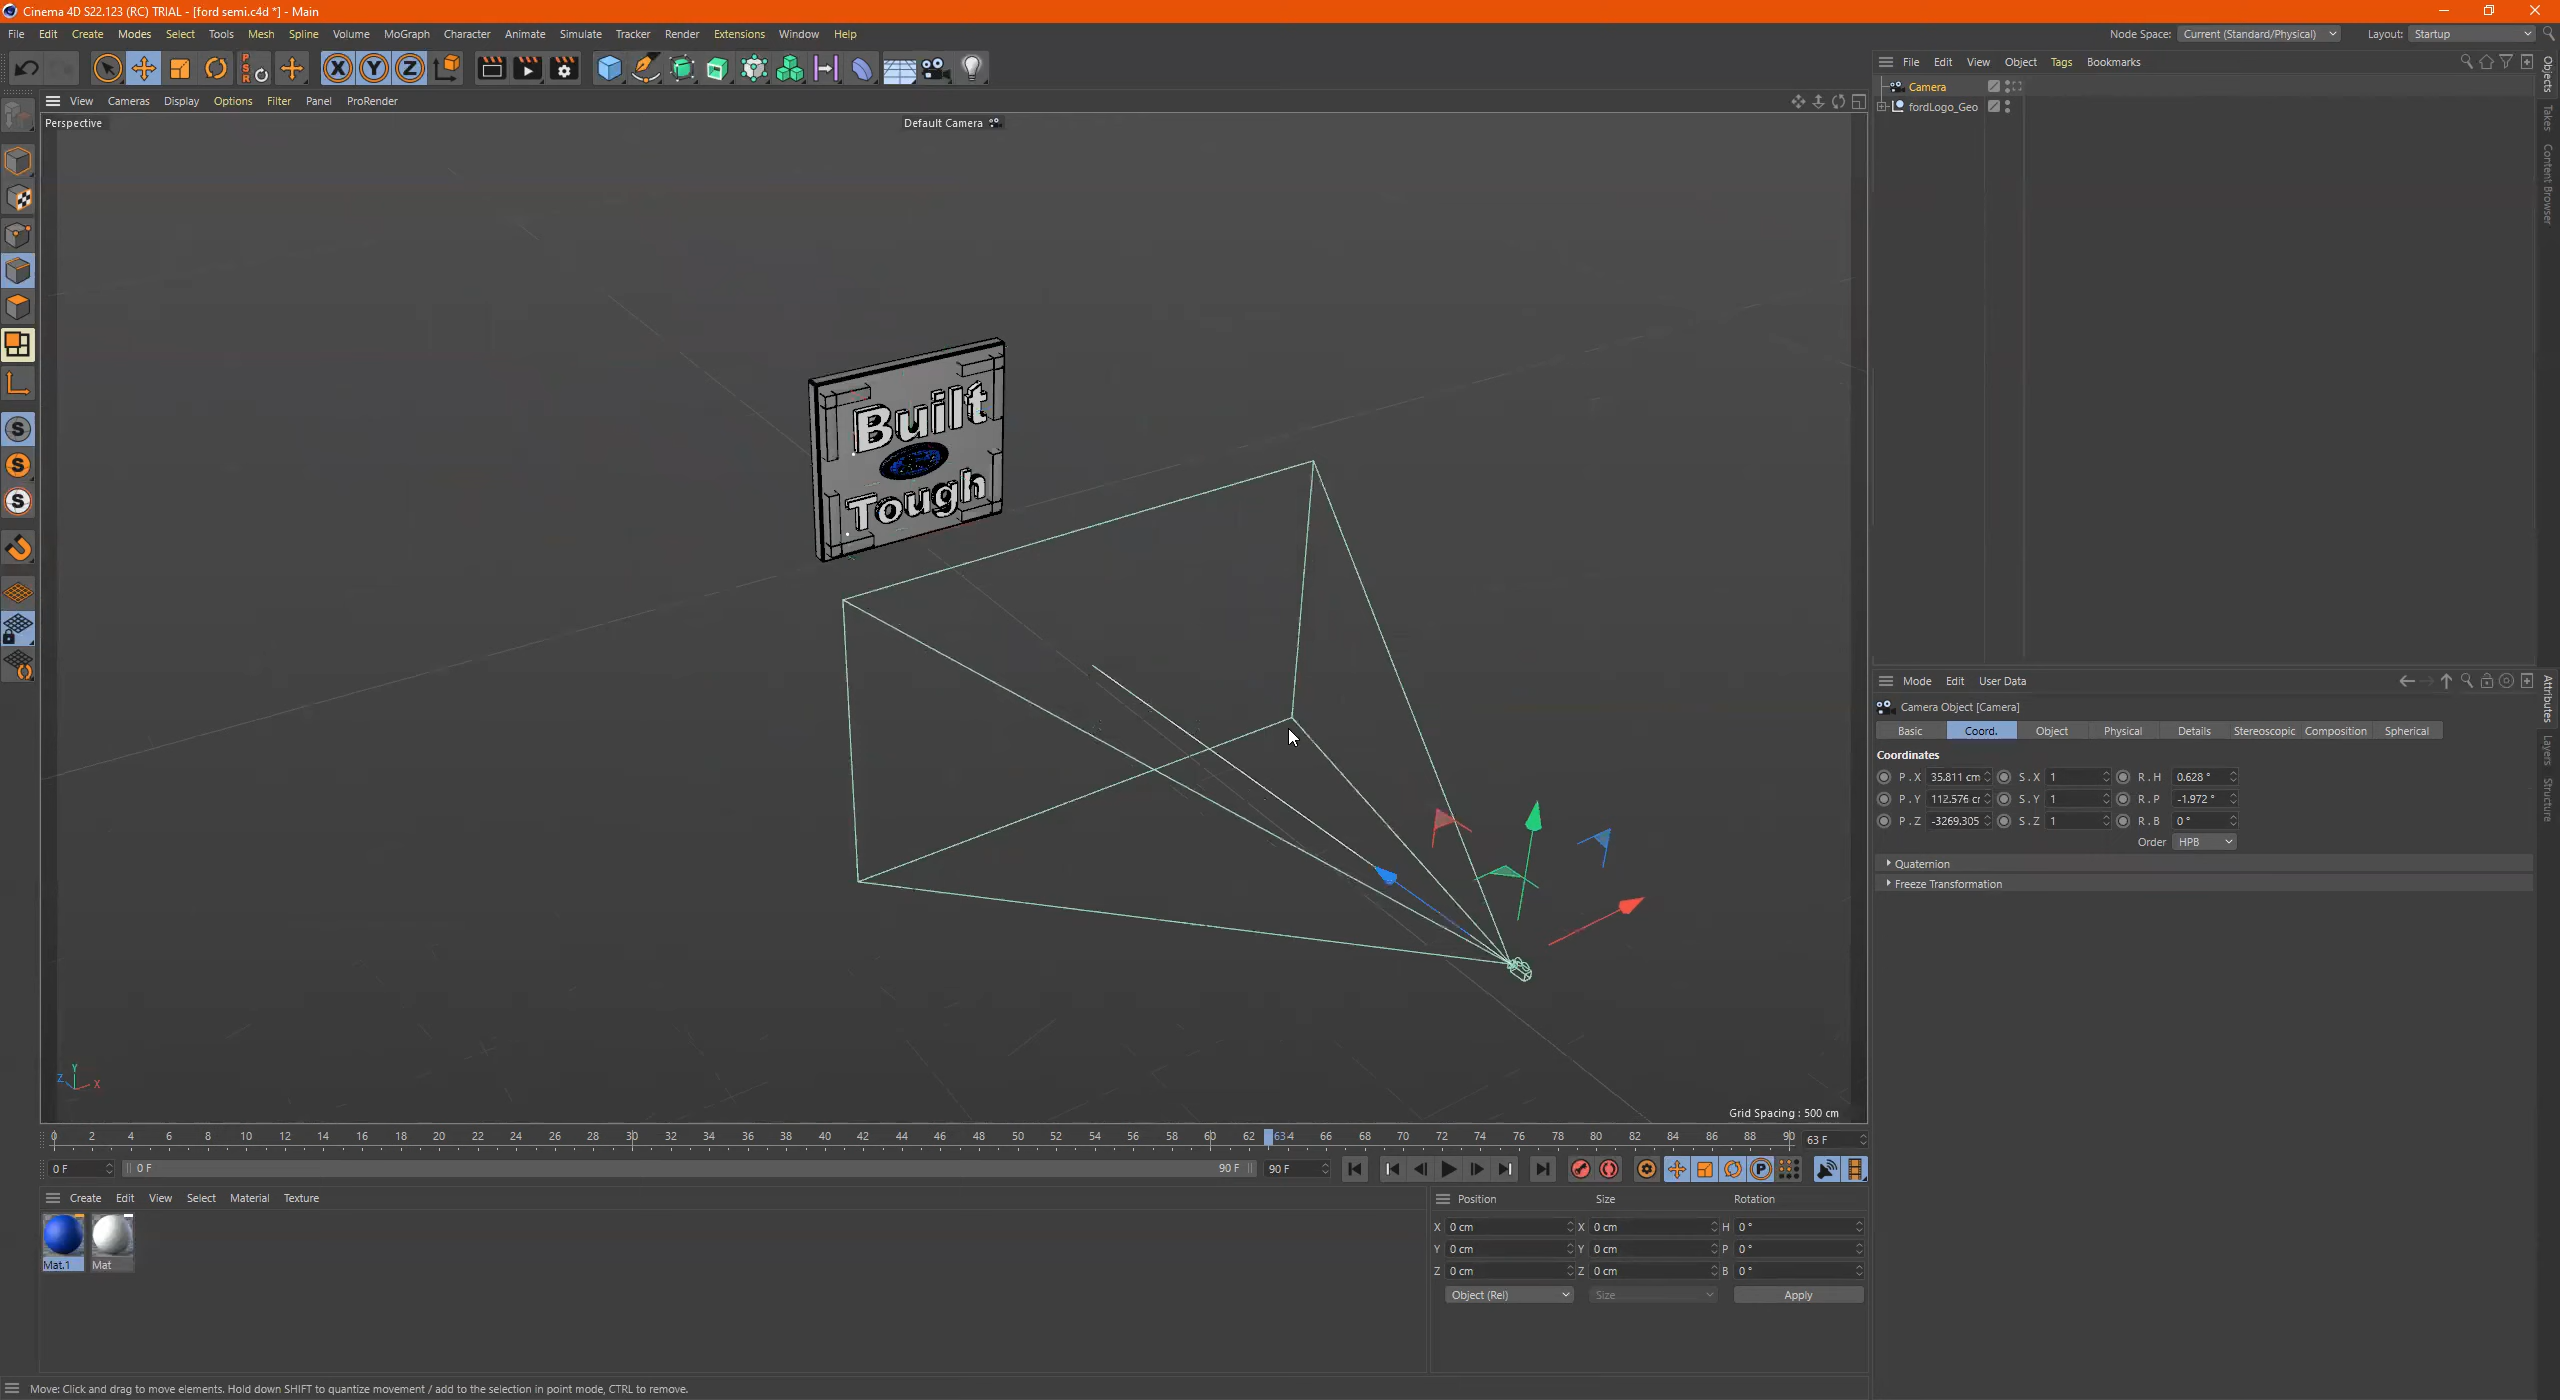 Cinema 4D S22.123 (RC) TRIAL - [ford semi.c4d *] - Main
File Edit Create Modes Select Tools Mesh Spline Volume MoGraph Character Animate Simulate Tracker Render Extensions Window Help
Node Space: Current (Standard/Physical) Layout: Startup
PSR X Y Z
File Edit View Object Tags Bookmarks
Objects
Takes
Content Browser
Camera
fordLogo_Geo
View Cameras Display Options Filter Panel ProRender
Perspective
Default Camera
Built
Tough
Z Y X
Grid Spacing : 500 cm
S
S
S
Mode Edit User Data
Attributes
Layers
Structure
Camera Object [Camera]
Basic Coord. Object Physical Details Stereoscopic Composition Spherical
Coordinates
P . X 35.811 cm S . X 1 R . H 0.628 °
P . Y 112.576 cr S . Y 1 R . P -1.972 °
P . Z -3269.305 S . Z 1 R . B 0 °
Order HPB
Quaternion
Freeze Transformation
0 2 4 6 8 10 12 14 16 18 20 22 24 26 28 30 32 34 36 38 40 42 44 46 48 50 52 54 56 58 60 62 634 66 68 70 72 74 76 78 80 82 84 86 88 90 63 F
0 F 0 F 90 F 90 F P
Create Edit View Select Material Texture
Mat.1 Mat
Position Size Rotation
X 0 cm X 0 cm H 0 °
Y 0 cm Y 0 cm P 0 °
Z 0 cm Z 0 cm B 0 °
Object (Rel) Size Apply
Move: Click and drag to move elements. Hold down SHIFT to quantize movement / add to the selection in point mode, CTRL to remove.